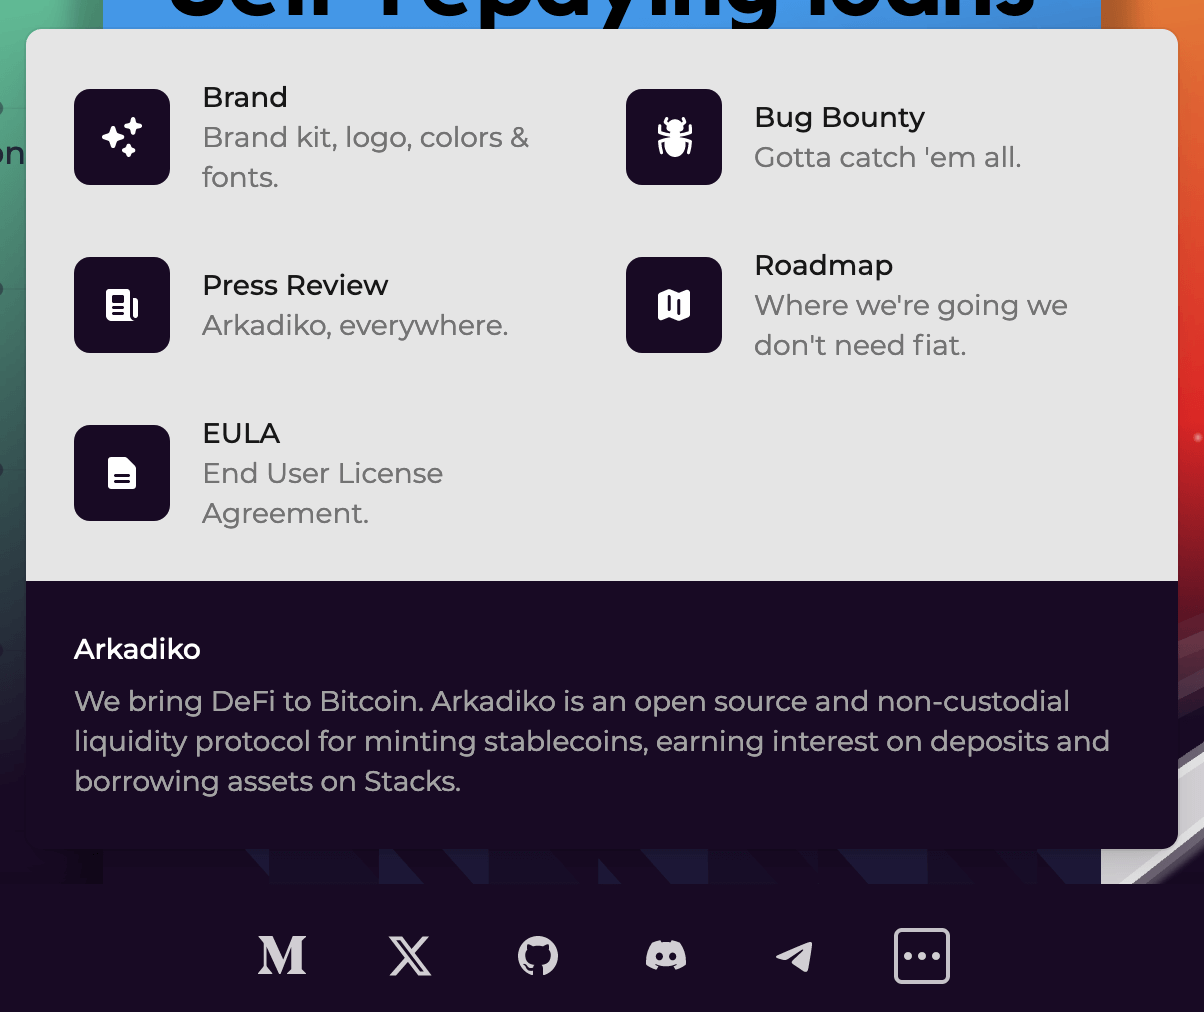 Self-repaying loans
on
Brand
Brand kit, logo, colors &
fonts.
Bug Bounty
Gotta catch 'em all.
Press Review
Arkadiko, everywhere.
Roadmap
Where we're going we
don't need fiat.
EULA
End User License
Agreement.
Arkadiko
We bring DeFi to Bitcoin. Arkadiko is an open source and non-custodial
liquidity protocol for minting stablecoins, earning interest on deposits and
borrowing assets on Stacks.